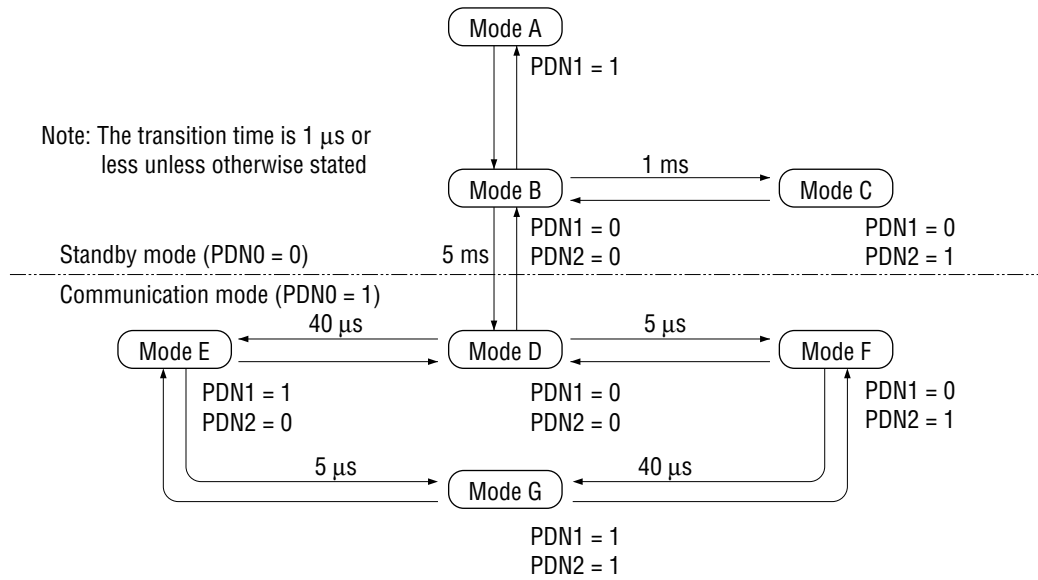 Mode A
PDN1 = 1
Note: The transition time is 1 μs or
less unless otherwise stated
Mode B
1 ms
Mode C
PDN1 = 0
PDN2 = 0
PDN1 = 0
PDN2 = 1
Standby mode (PDN0 = 0)
5 ms
Communication mode (PDN0 = 1)
40 μs
5 μs
Mode E
Mode D
Mode F
PDN1 = 1
PDN2 = 0
PDN1 = 0
PDN2 = 0
PDN1 = 0
PDN2 = 1
5 μs
40 μs
Mode G
PDN1 = 1
PDN2 = 1